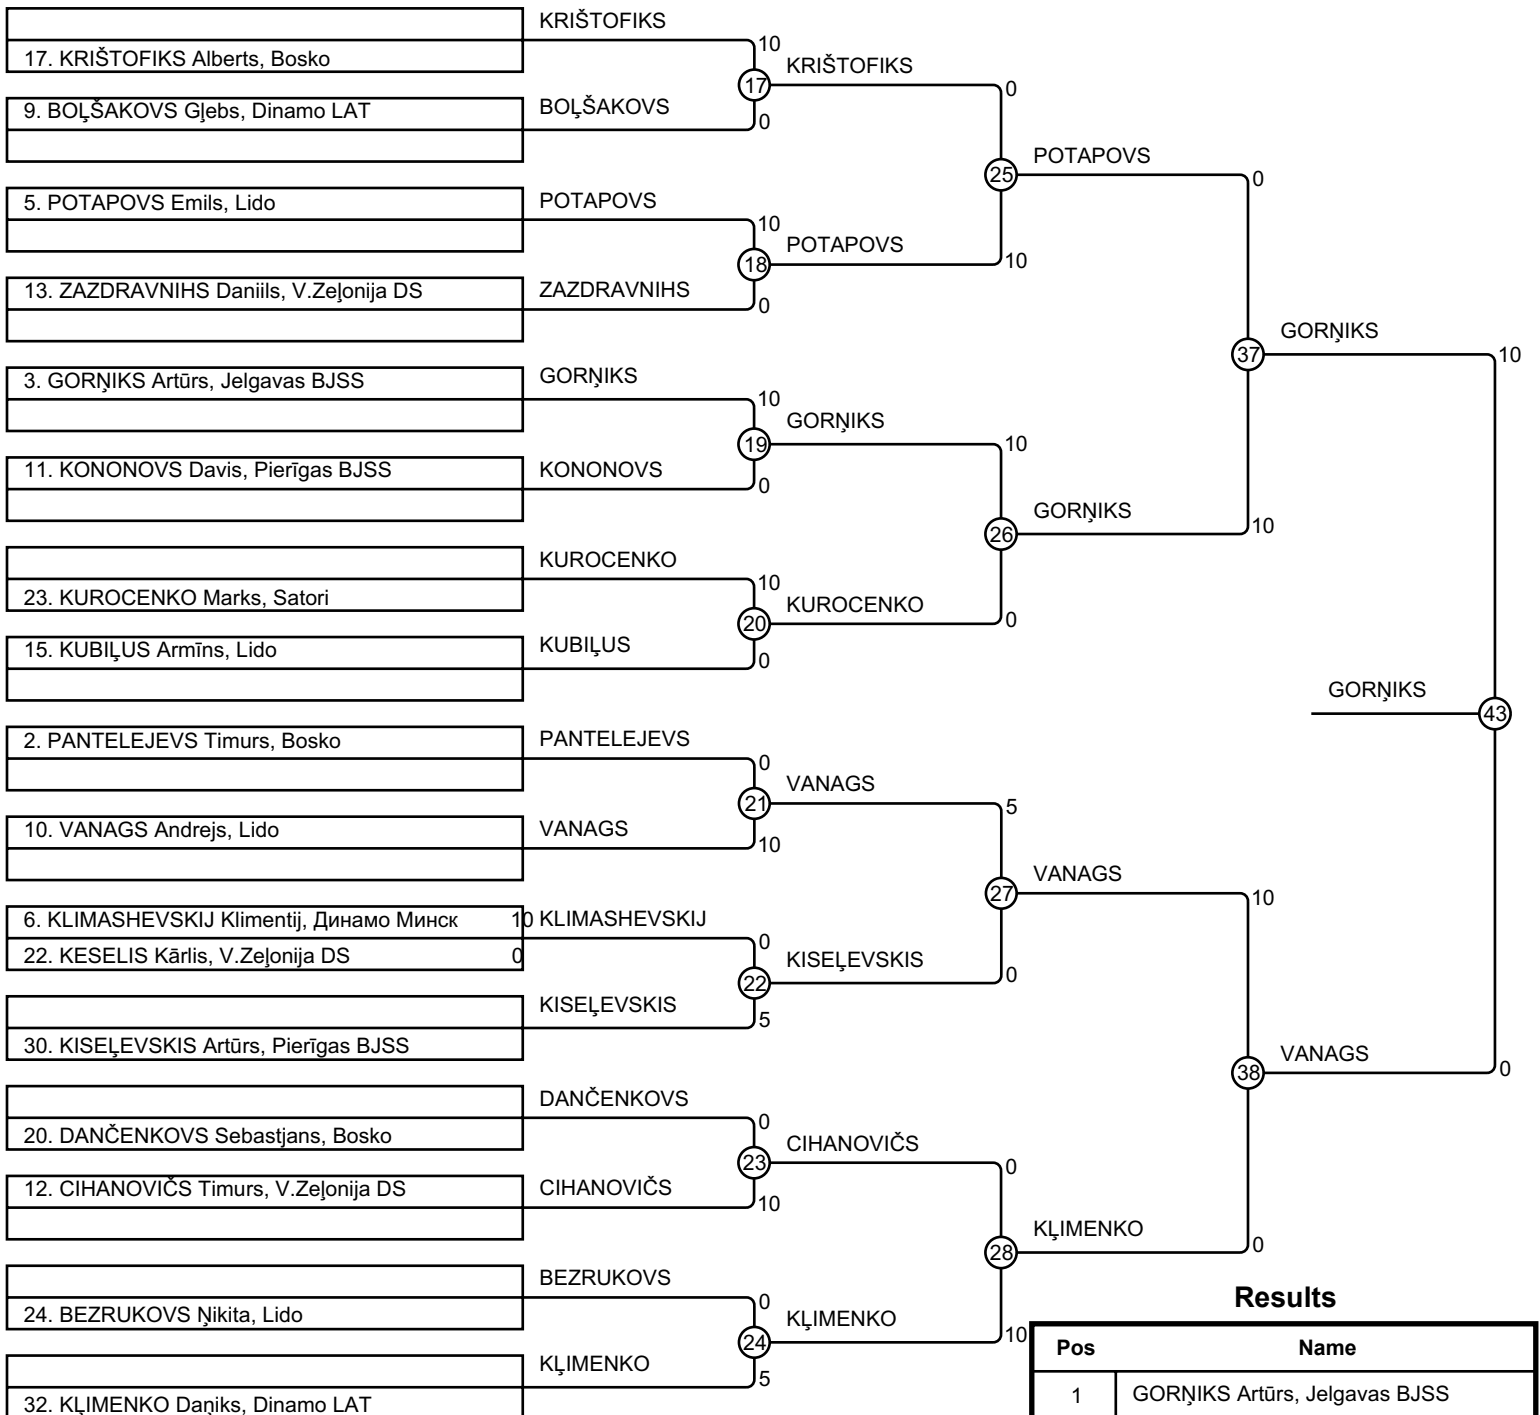 KRIŠTOFIKS
17. KRIŠTOFIKS Alberts, Bosko
10
17
KRIŠTOFIKS
9. BOĻŠAKOVS Gļebs, Dinamo LAT
BOĻŠAKOVS
0
0
25
POTAPOVS
5. POTAPOVS Emils, Lido
POTAPOVS
10
18
POTAPOVS
10
13. ZAZDRAVNIHS Daniils, V.Zeļonija DS
ZAZDRAVNIHS
0
0
37
GORŅIKS
10
3. GORŅIKS Artūrs, Jelgavas BJSS
GORŅIKS
10
19
GORŅIKS
11. KONONOVS Davis, Pierīgas BJSS
KONONOVS
0
10
26
GORŅIKS
10
KUROCENKO
23. KUROCENKO Marks, Satori
10
20
KUROCENKO
0
15. KUBIĻUS Armīns, Lido
KUBIĻUS
0
GORŅIKS
43
2. PANTELEJEVS Timurs, Bosko
PANTELEJEVS
0
21
VANAGS
5
10. VANAGS Andrejs, Lido
VANAGS
10
27
VANAGS
10
6. KLIMASHEVSKIJ Klimentij, Динамо Минск 10
KLIMASHEVSKIJ
22. KESELIS Kārlis, V.Zeļonija DS 0
0
22
KISEĻEVSKIS
0
KISEĻEVSKIS
5
30. KISEĻEVSKIS Artūrs, Pierīgas BJSS
38
VANAGS
0
DANČENKOVS
20. DANČENKOVS Sebastjans, Bosko
0
23
CIHANOVIČS
0
12. CIHANOVIČS Timurs, V.Zeļonija DS
CIHANOVIČS
10
28
KĻIMENKO
0
BEZRUKOVS
24. BEZRUKOVS Ņikita, Lido
0
24
KĻIMENKO
10
KĻIMENKO
5
32. KĻIMENKO Daņiks, Dinamo LAT
Results
Pos Name
1 GORŅIKS Artūrs, Jelgavas BJSS